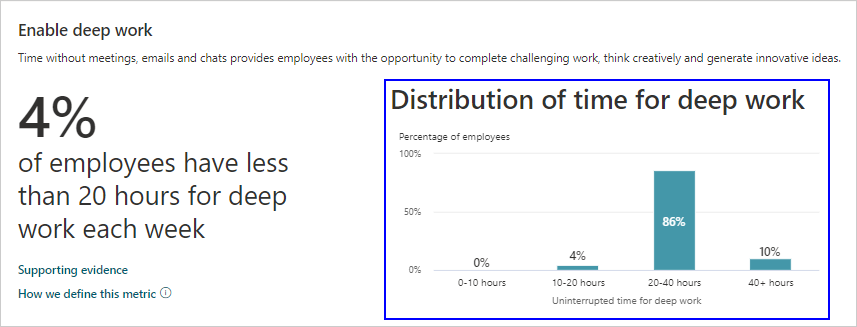 Enable deep work
Time without meetings, emails and chats provides employees with the opportunity to complete challenging work, think creatively and generate innovative ideas.
4%
of employees have less
than 20 hours for deep
work each week
Supporting evidence
How we define this metric
Distribution of time for deep work
Percentage of employees
100%
50%
0%
0%
4%
86%
10%
0-10 hours
10-20 hours
20-40 hours
40+ hours
Uninterrupted time for deep work